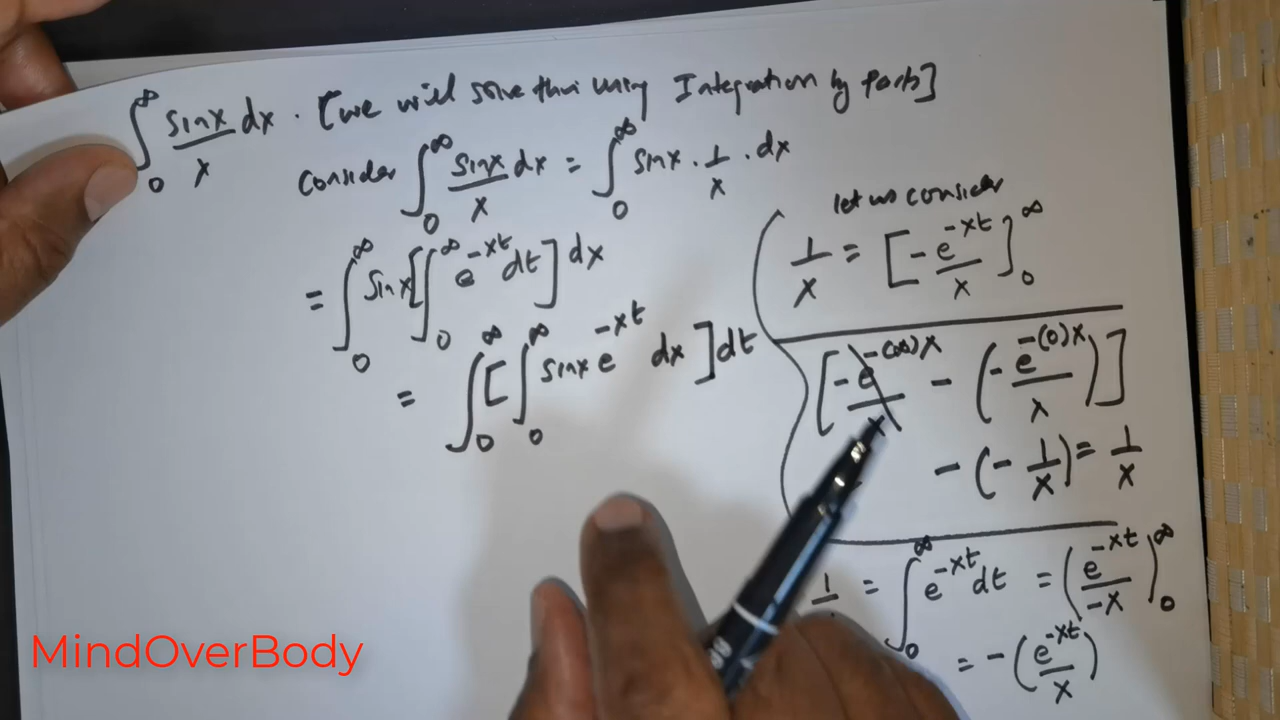 ∫₀^∞ sinx/x dx. [we will solve this using Integration by parts]
Consider ∫₀^∞ sinx/x dx = ∫₀^∞ sinx . 1/x . dx
= ∫₀^∞ sinx [∫₀^∞ e^-xt dt] dx
= ∫₀^∞ [∫₀^∞ sinx e^-xt dx] dt
let us consider
1/x = [-e^-xt/x]₀^∞
[-e^-(∞)x/x - (-e^-(0)x/x)]
-(-1/x) = 1/x
1/ = ∫₀^∞ e^-xt dt = (e^-xt/-x)₀^∞
= -(e^-xt/x)
MindOverBody